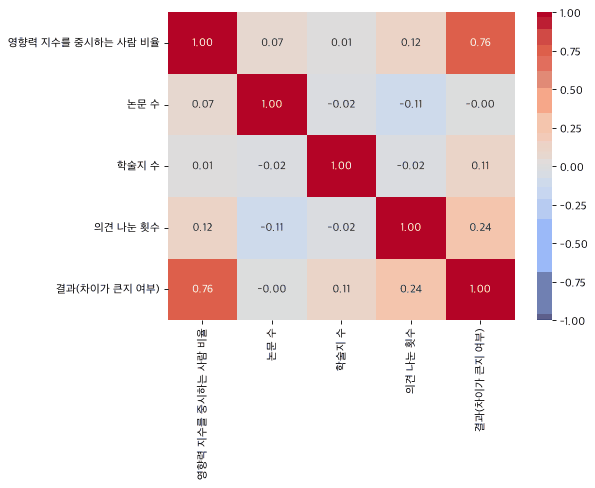 영향력 지수를 중시하는 사람 비율 1.00 0.07 0.01 0.12 0.76
논문 수 0.07 1.00 -0.02 -0.11 -0.00
학술지 수 0.01 -0.02 1.00 -0.02 0.11
의견 나눈 횟수 0.12 -0.11 -0.02 1.00 0.24
결과(차이가 큰지 여부) 0.76 -0.00 0.11 0.24 1.00
영향력 지수를 중시하는 사람 비율
논문 수
학술지 수
의견 나눈 횟수
결과(차이가 큰지 여부)
1.00
0.75
0.50
0.25
0.00
-0.25
-0.50
-0.75
-1.00